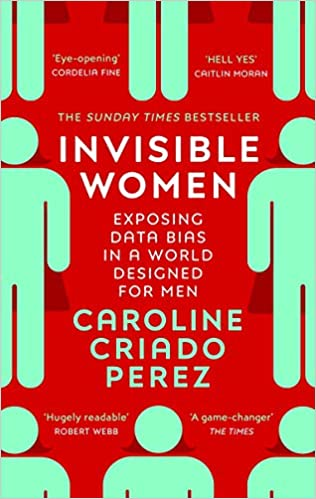 ‘Eye-opening’
CORDELIA FINE
‘HELL YES’
CAITLIN MORAN
THE SUNDAY TIMES BESTSELLER
INVISIBLE
WOMEN
EXPOSING
DATA BIAS
IN A WORLD
DESIGNED
FOR MEN
CAROLINE
CRIADO
PEREZ
‘Hugely readable’
ROBERT WEBB
‘A game-changer’
THE TIMES